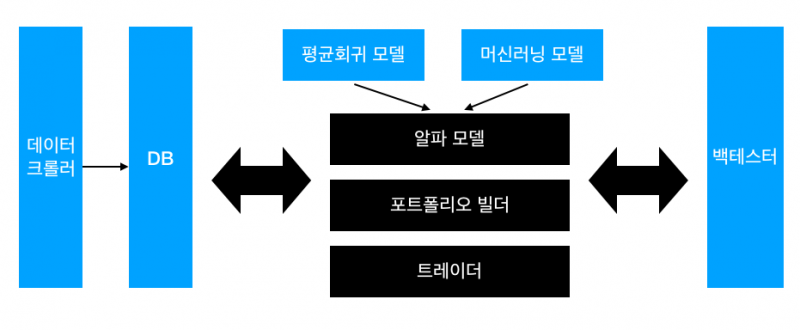 평균회귀 모델
머신러닝 모델
데이터
크롤러
DB
알파 모델
포트폴리오 빌더
트레이더
백테스터